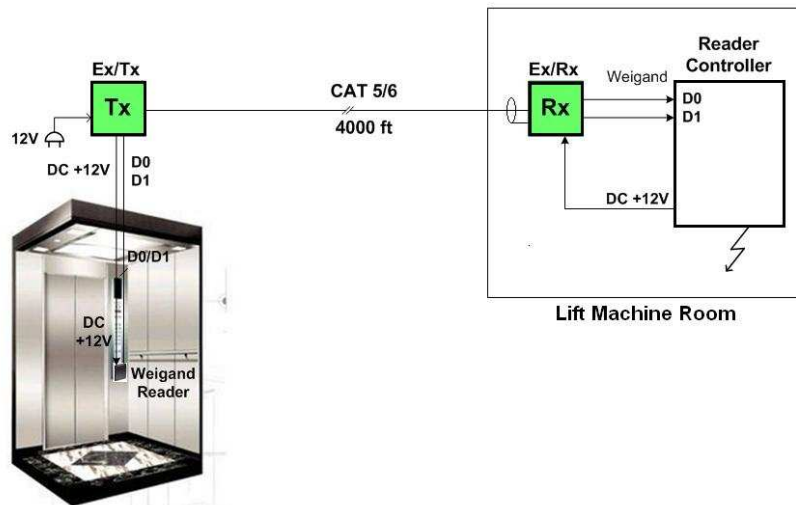 Ex/Tx
Tx
12V
DC +12V
D0
D1
CAT 5/6
4000 ft
Ex/Rx
Rx
Weigand
Reader
Controller
D0
D1
DC +12V
Lift Machine Room
D0/D1
DC
+12V
Weigand
Reader